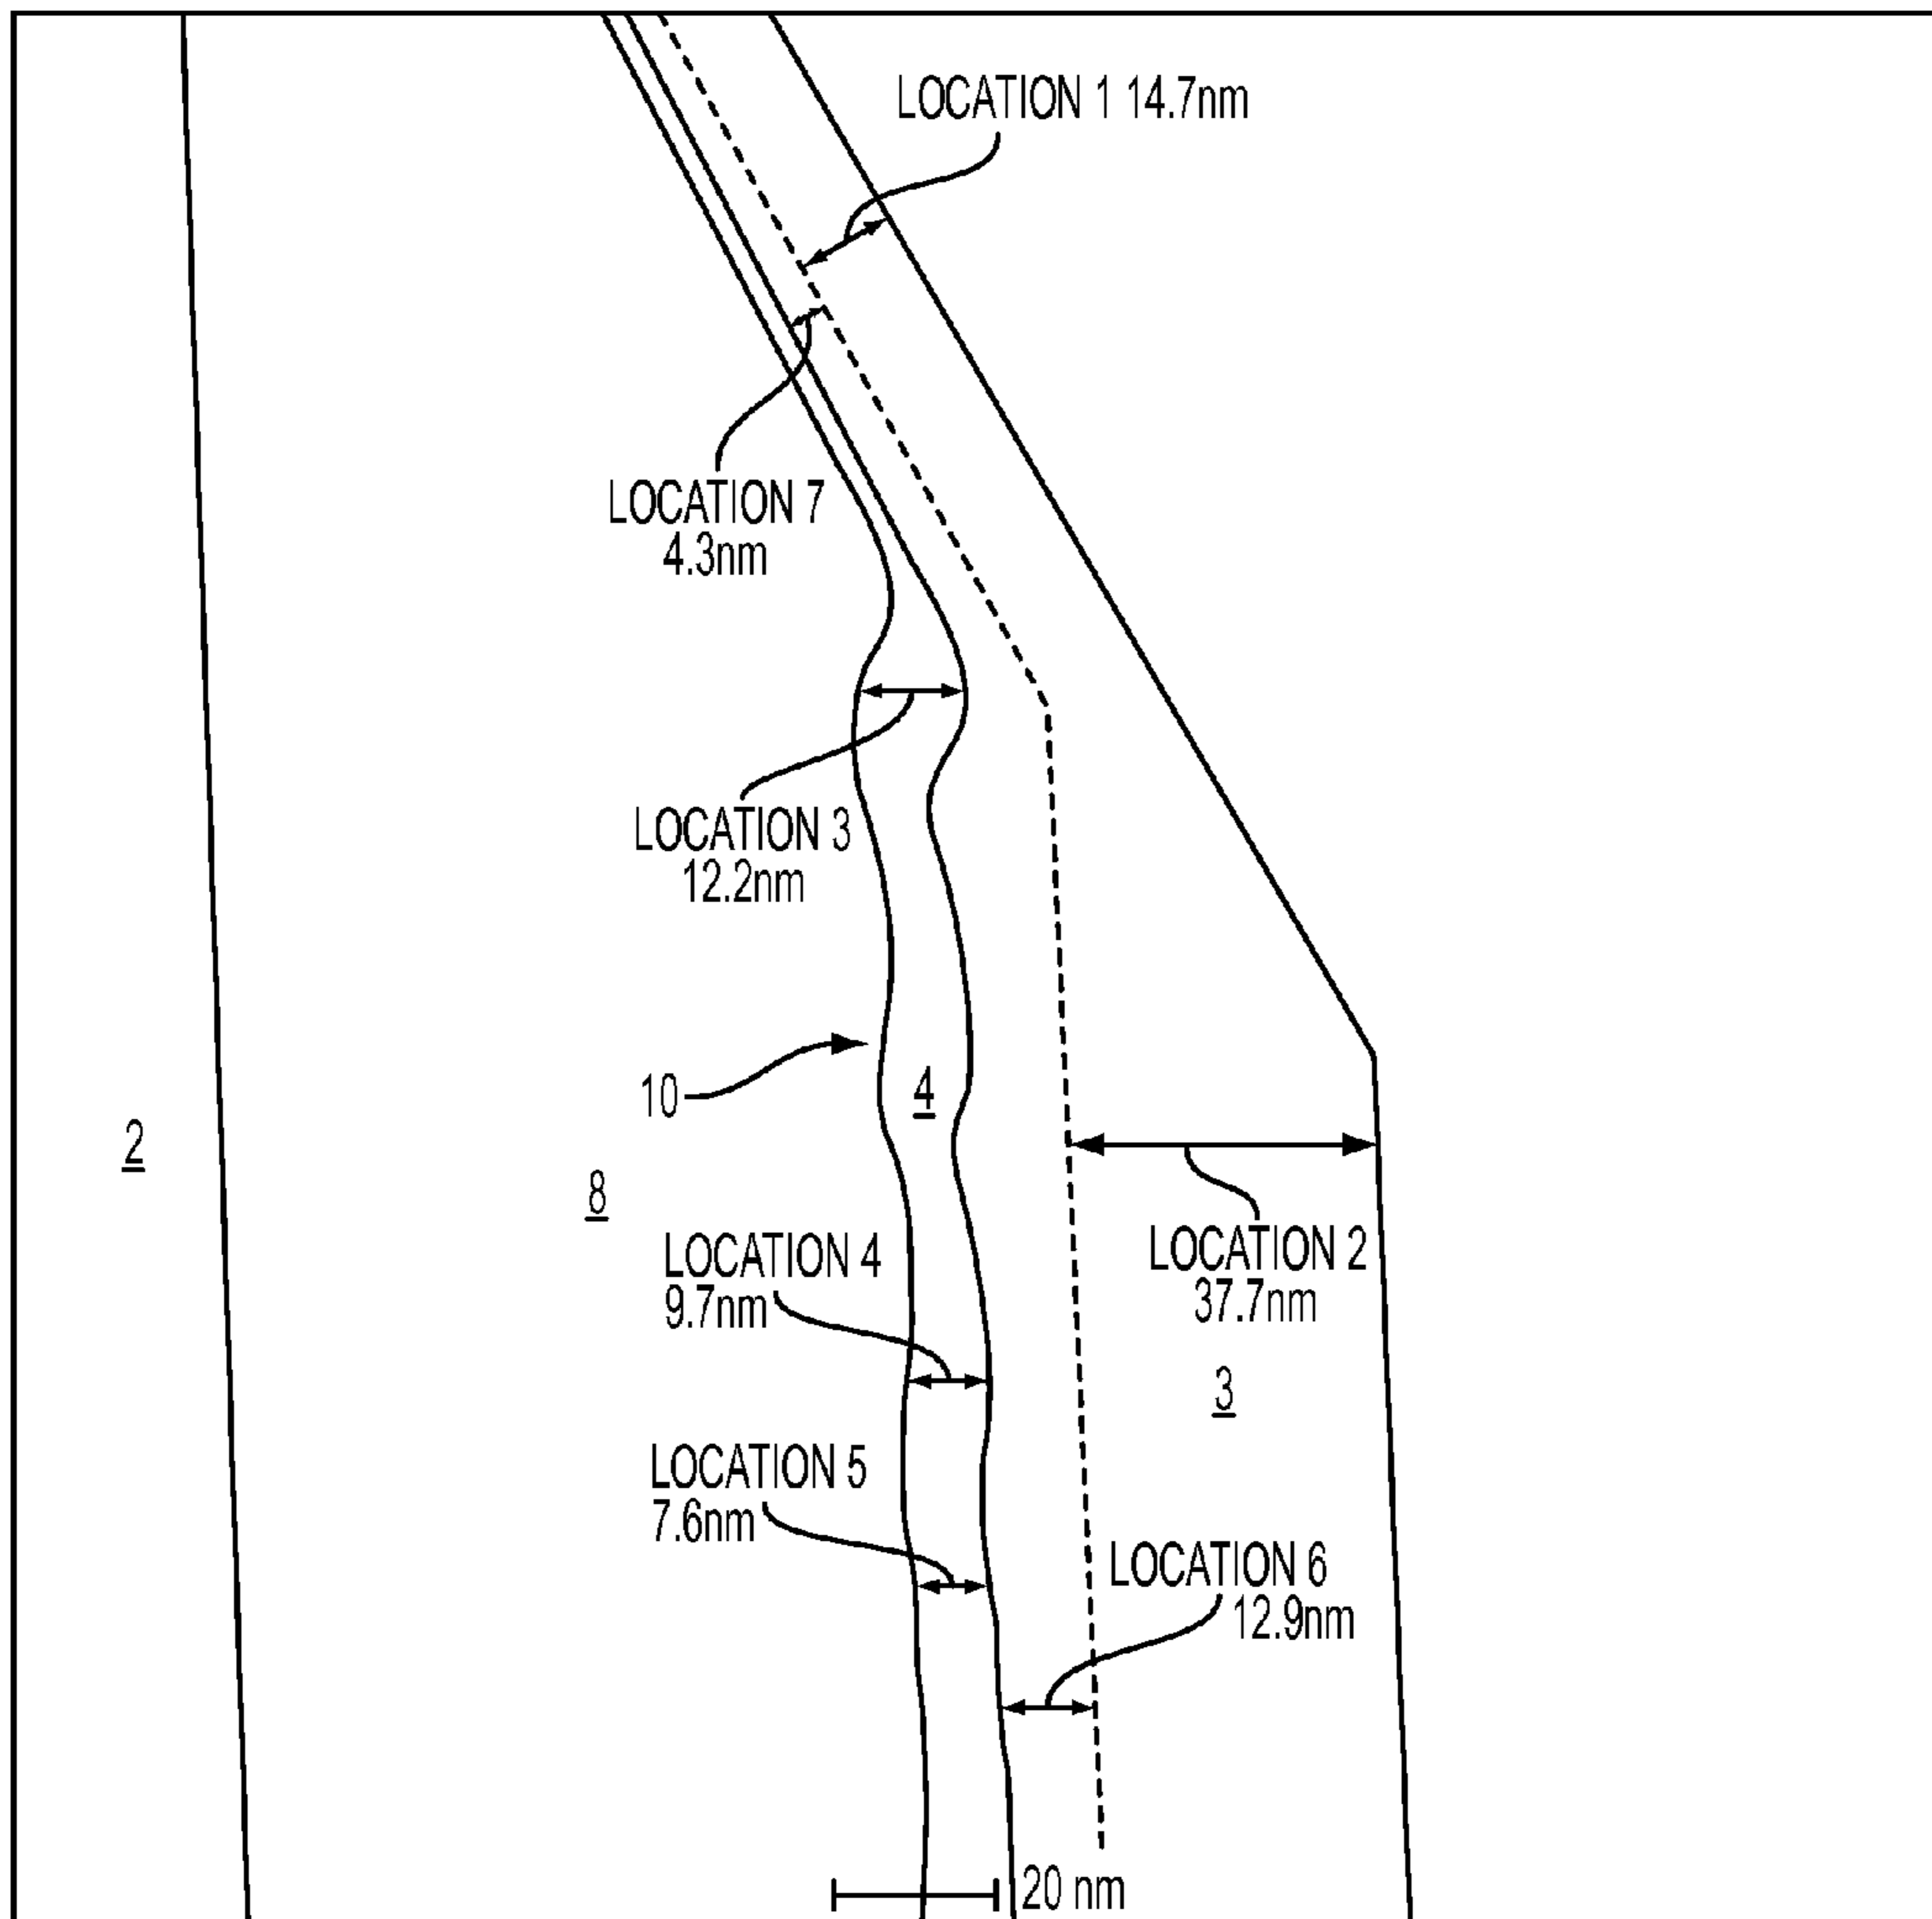 LOCATION 1 14.7nm
LOCATION 7
4.3nm
LOCATION 3
12.2nm
10
4
2
8
LOCATION 4
9.7nm
LOCATION 2
37.7nm
3
LOCATION 5
7.6nm
LOCATION 6
12.9nm
20 nm